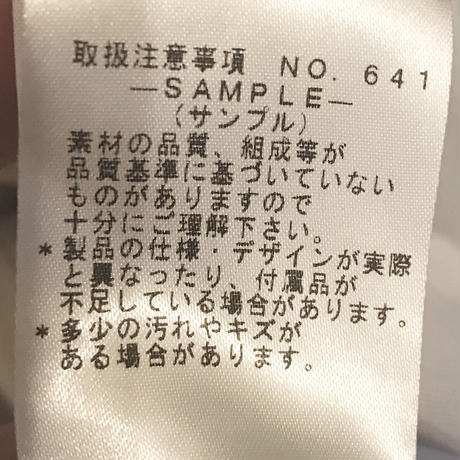 取扱注意事項 NO. 641
―SAMPLE―
(サンプル)
素材の品質、組成等が
品質基準に基づいていない
ものがありますので
十分にご理解下さい。
*製品の仕様・デザインが実際
と異なったり、付属品が
不足している場合があります。
*多少の汚れやキズが
ある場合があります。